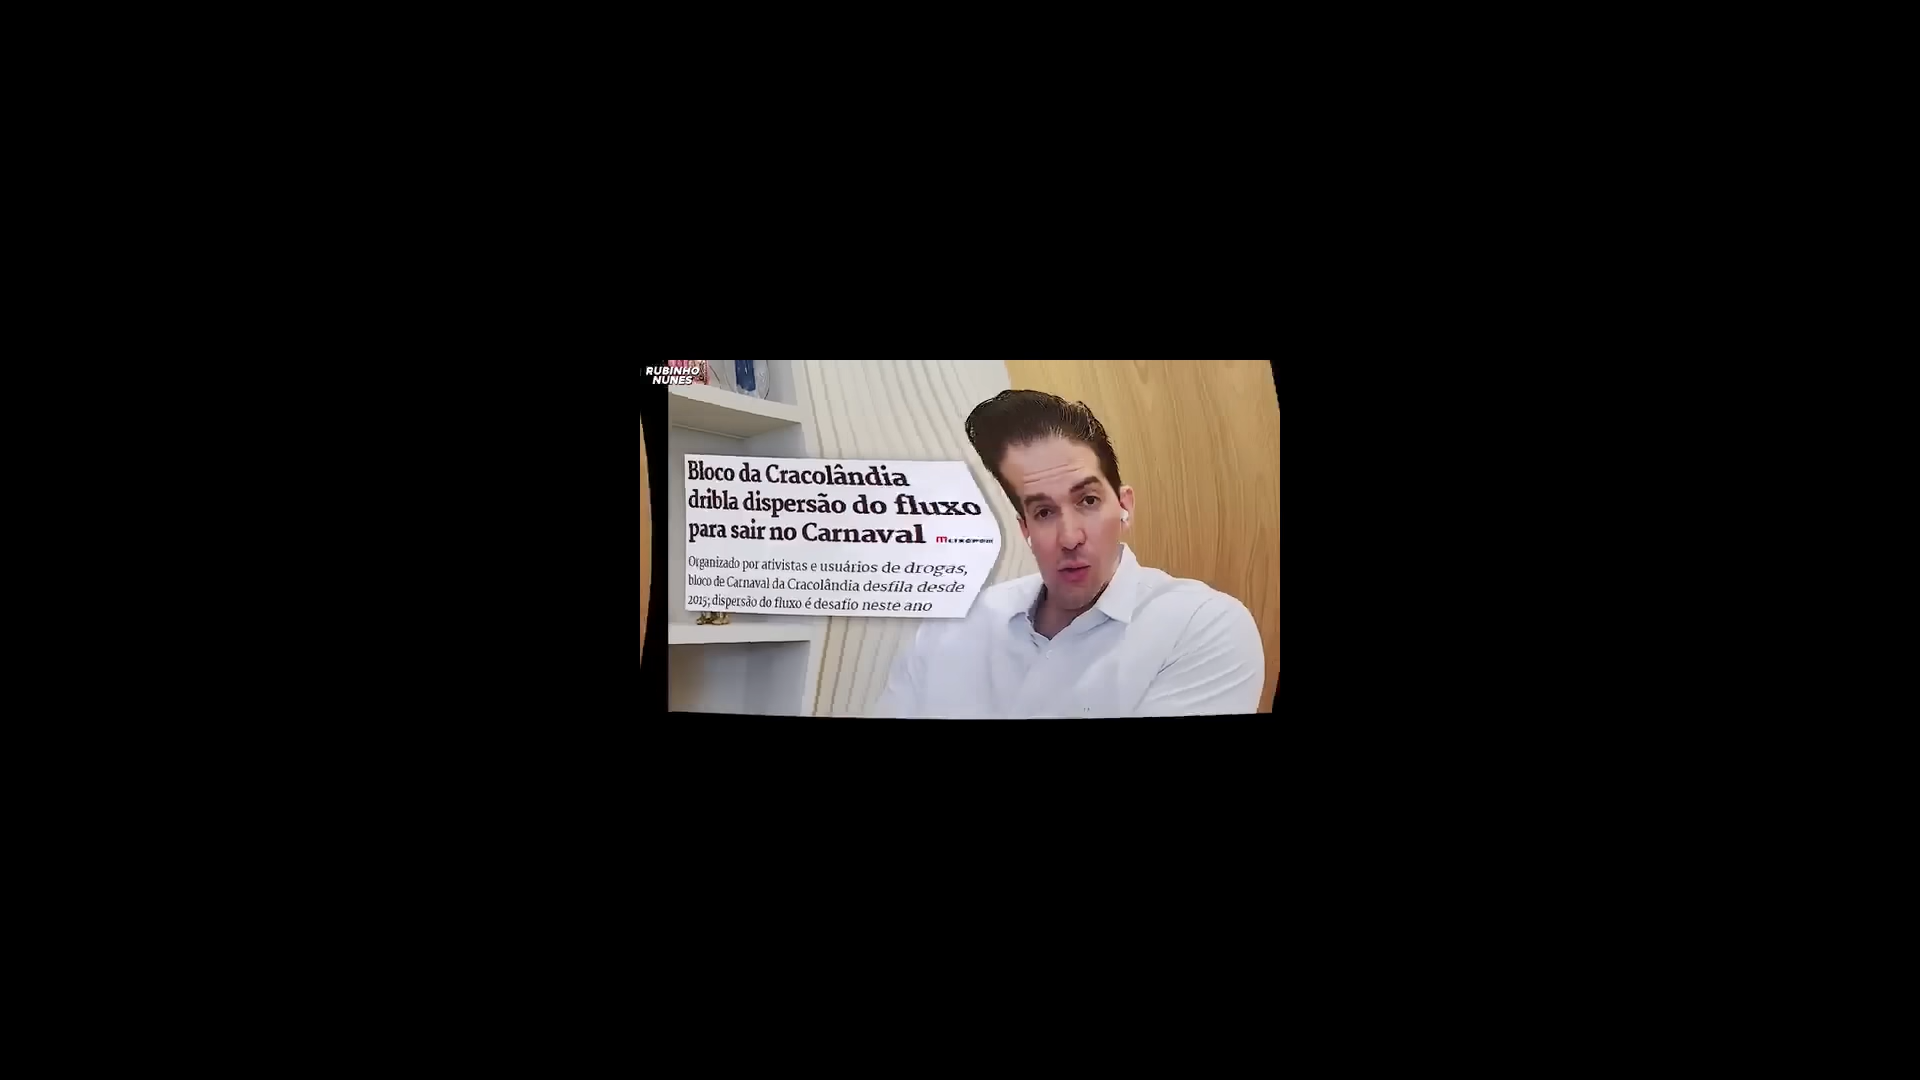 RUBINHO
NUNES
Bloco da Cracolândia
dribla dispersão do fluxo
para sair no Carnaval
Organizado por ativistas e usuários de drogas,
bloco de Carnaval da Cracolândia desfila desde
2015; dispersão do fluxo é desafio neste ano